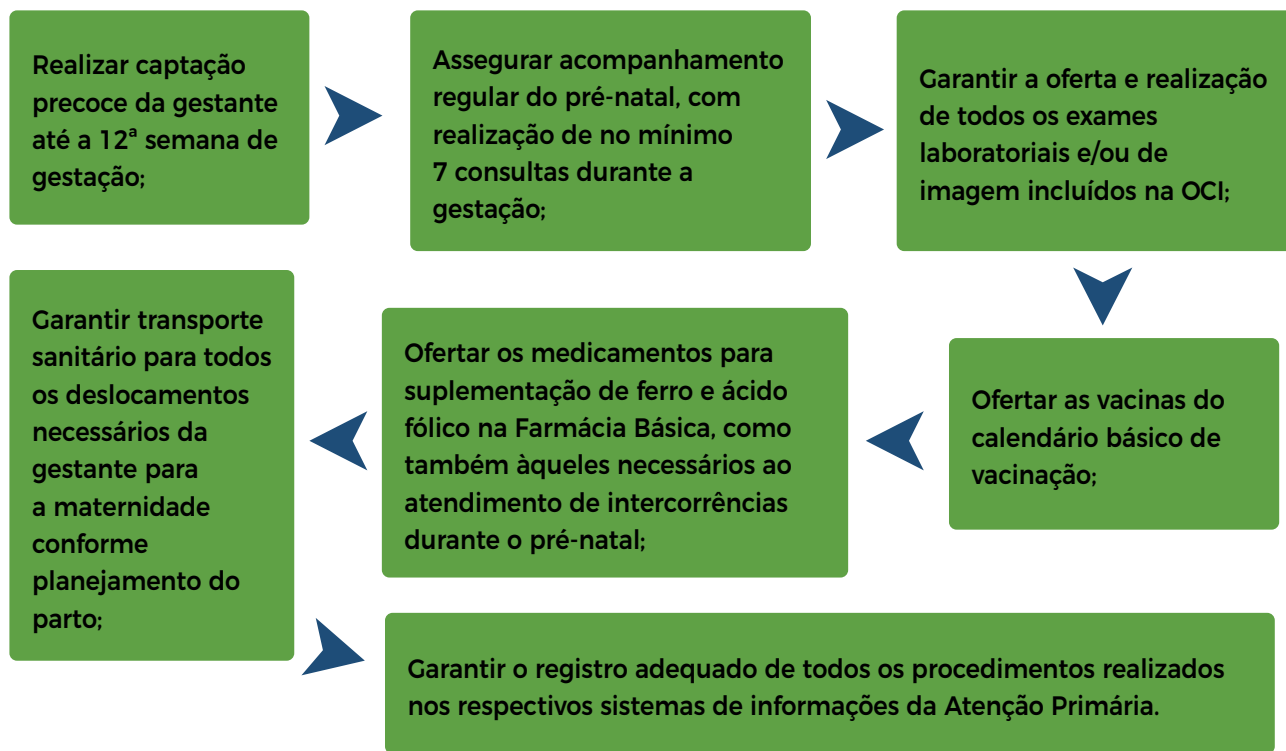 Realizar captação
precoce da gestante
até a 12ª semana de
gestação;
Assegurar acompanhamento
regular do pré-natal, com
realização de no mínimo
7 consultas durante a
gestação;
Garantir a oferta e realização
de todos os exames
laboratoriais e/ou de
imagem incluídos na OCI;
Ofertar as vacinas do
calendário básico de
vacinação;
Ofertar os medicamentos para
suplementação de ferro e ácido
fólico na Farmácia Básica, como
também àqueles necessários ao
atendimento de intercorrências
durante o pré-natal;
Garantir transporte
sanitário para todos
os deslocamentos
necessários da
gestante para
a maternidade
conforme
planejamento do
parto;
Garantir o registro adequado de todos os procedimentos realizados
nos respectivos sistemas de informações da Atenção Primária.